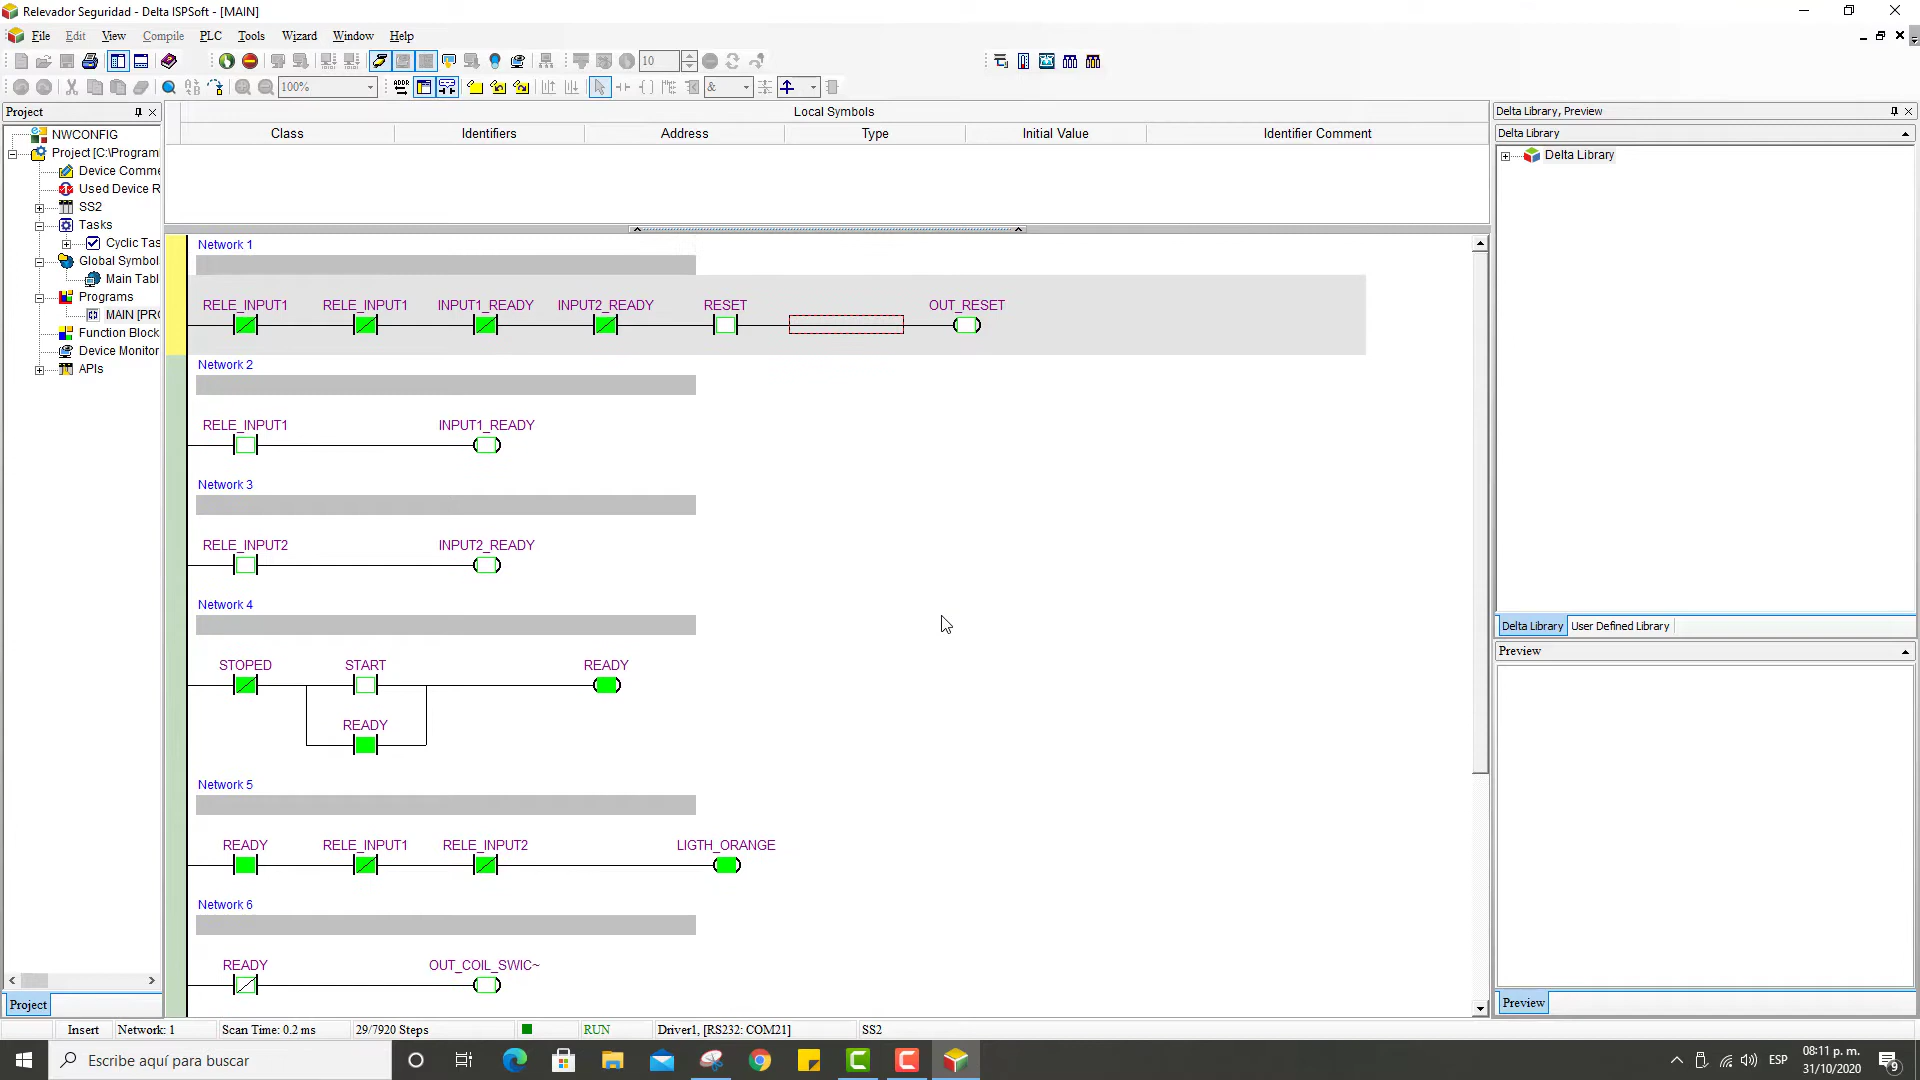 Relevador Seguridad - Delta ISPSoft - [MAIN]
File Edit View Compile PLC Tools Wizard Window Help
10
100%
&
Project
NWCONFIG
Project [C:\Program
Device Comme
Used Device R
SS2
Tasks
Cyclic Tas
Global Symbol
Main Tabl
Programs
MAIN [PRO
Function Block
Device Monitor
APIs
Project
Local Symbols
Class Identifiers Address Type Initial Value Identifier Comment
Network 1
RELE_INPUT1 RELE_INPUT1 INPUT1_READY INPUT2_READY RESET OUT_RESET
Network 2
RELE_INPUT1 INPUT1_READY
Network 3
RELE_INPUT2 INPUT2_READY
Network 4
STOPED START READY
READY
Network 5
READY RELE_INPUT1 RELE_INPUT2 LIGTH_ORANGE
Network 6
READY OUT_COIL_SWIC~
Delta Library, Preview
Delta Library
Delta Library
Delta Library User Defined Library
Preview
Preview
Insert Network: 1 Scan Time: 0.2 ms 29/7920 Steps RUN Driver1, [RS232: COM21] SS2
Escribe aquí para buscar
ESP
08:11 p. m.
31/10/2020
9